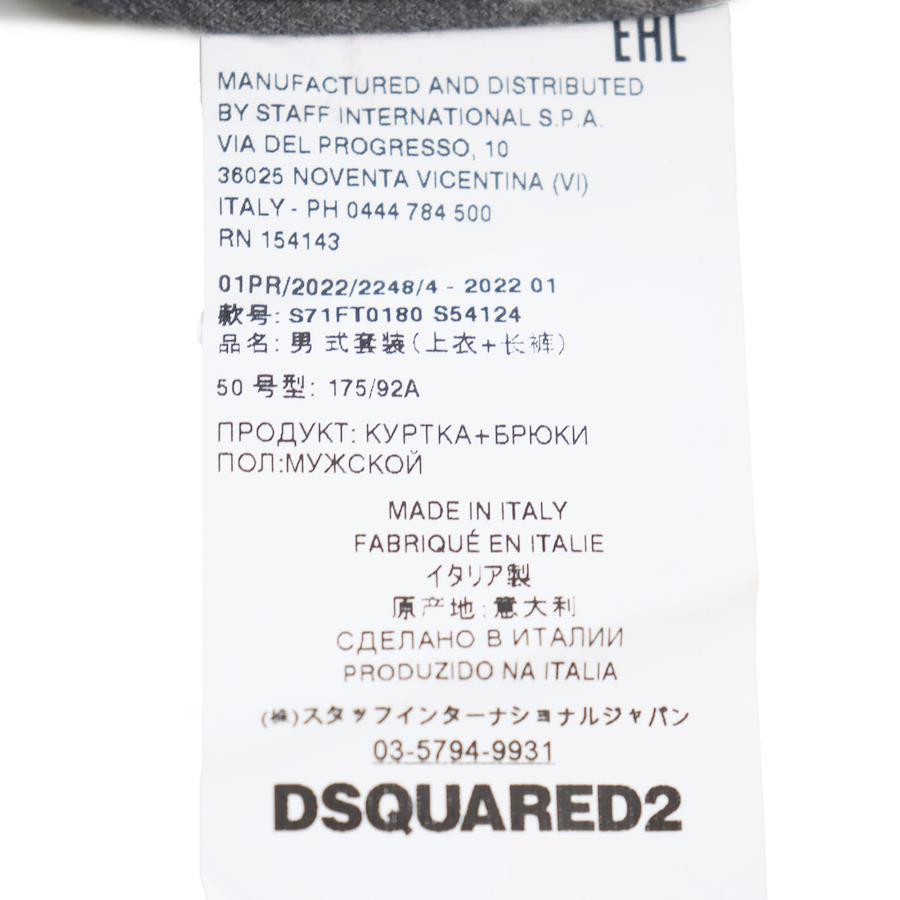 EAC
MANUFACTURED AND DISTRIBUTED
BY STAFF INTERNATIONAL S.P.A.
VIA DEL PROGRESSO, 10
36025 NOVENTA VICENTINA (VI)
ITALY - PH 0444 784 500
RN 154143
01PR/2022/2248/4 - 2022 01
款号: S71FT0180 S54124
品名: 男 式套装(上衣+长裤)
50 号型: 175/92A
ПРОДУКТ: КУРТКА+БРЮКИ
ПОЛ:МУЖСКОЙ
MADE IN ITALY
FABRIQUÉ EN ITALIE
イタリア製
原产地:意大利
СДЕЛАНО В ИТАЛИИ
PRODUZIDO NA ITALIA
(株)スタッフインターナショナルジャパン
03-5794-9931
DSQUARED2